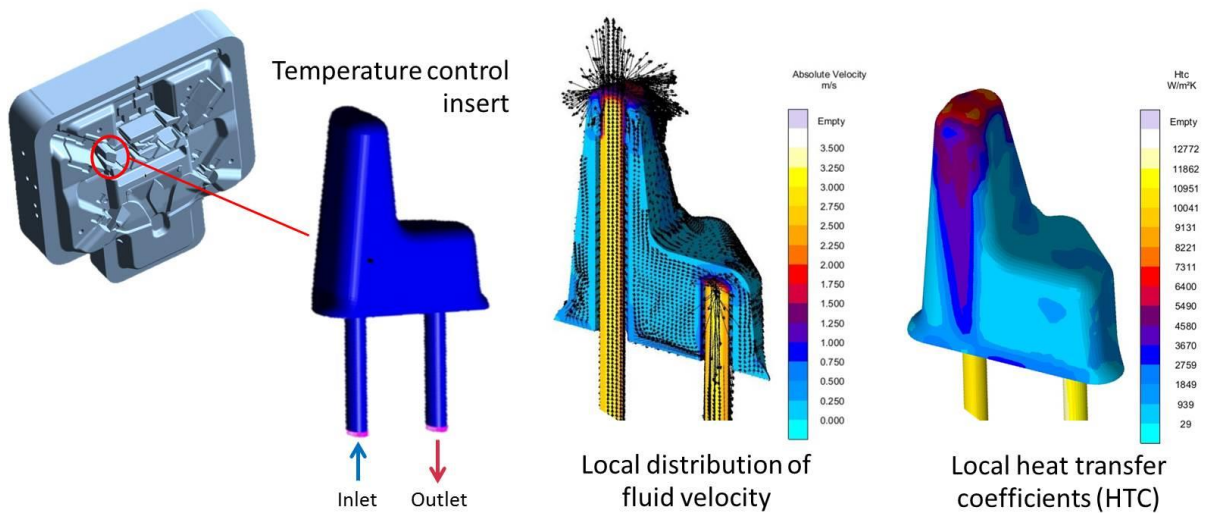 Temperature control
insert
Inlet
Outlet
Absolute Velocity
m/s
Empty
3.500
3.250
3.000
2.750
2.500
2.250
2.000
1.750
1.500
1.250
1.000
0.750
0.500
0.250
0.000
Local distribution of
fluid velocity
Htc
W/m²K
Empty
12772
11862
10951
10041
9131
8221
7311
6400
5490
4580
3670
2759
1849
939
29
Local heat transfer
coefficients (HTC)